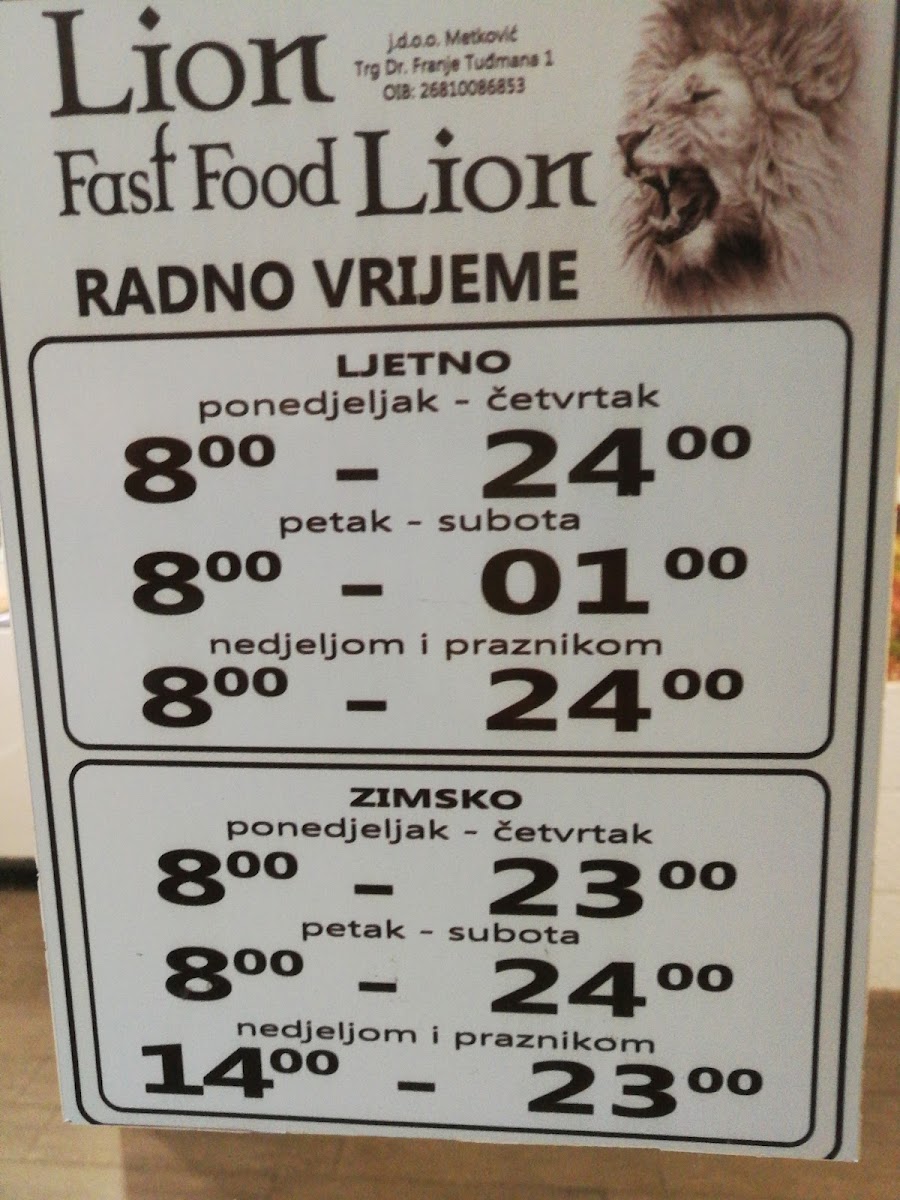 Lion
j.d.o.o. Metković
Trg Dr. Franje Tuđmana 1
OIB: 26810086853
Fast Food Lion
RADNO VRIJEME
LJETNO
ponedjeljak - četvrtak
8⁰⁰ - 24⁰⁰
petak - subota
8⁰⁰ - 01⁰⁰
nedjeljom i praznikom
8⁰⁰ - 24⁰⁰
ZIMSKO
ponedjeljak - četvrtak
8⁰⁰ - 23⁰⁰
petak - subota
8⁰⁰ - 24⁰⁰
nedjeljom i praznikom
14⁰⁰ - 23⁰⁰